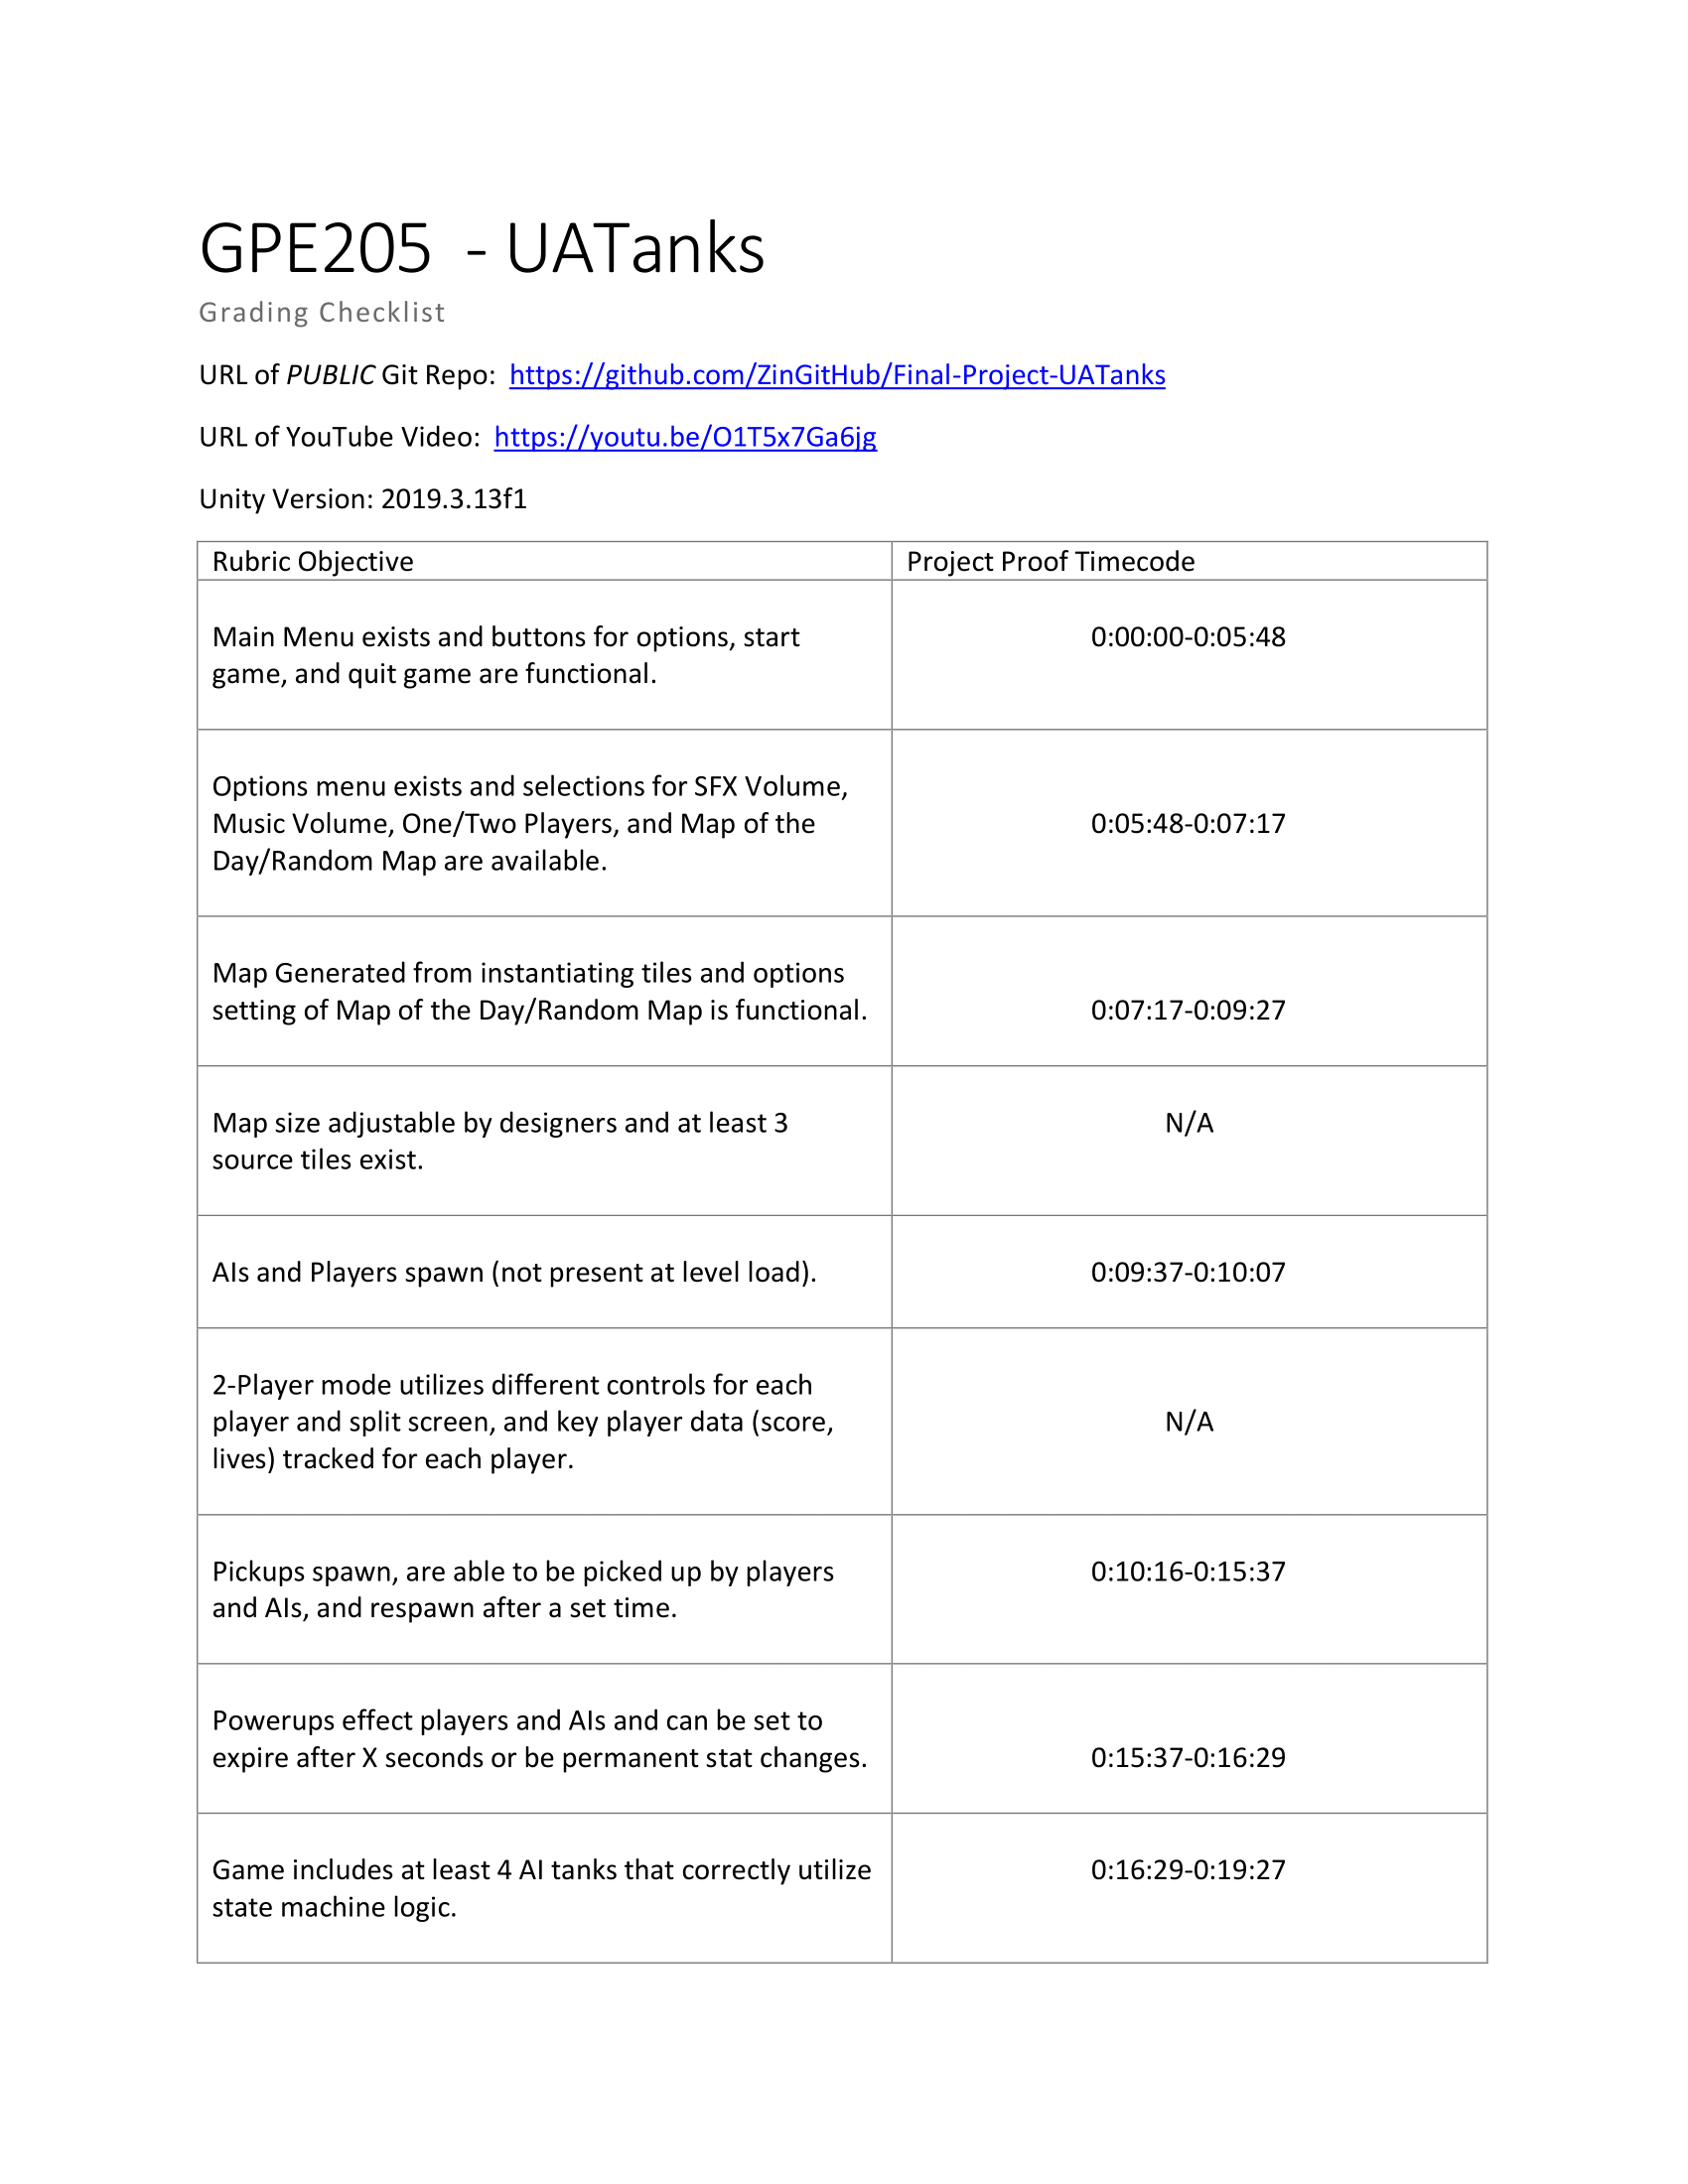 GPE205 - UATanks
Grading Checklist
URL of PUBLIC Git Repo: https://github.com/ZinGitHub/Final-Project-UATanks
URL of YouTube Video: https://youtu.be/O1T5x7Ga6jg
Unity Version: 2019.3.13f1
Rubric Objective
Project Proof Timecode
Main Menu exists and buttons for options, start
game, and quit game are functional.
0:00:00-0:05:48
Options menu exists and selections for SFX Volume,
Music Volume, One/Two Players, and Map of the
Day/Random Map are available.
0:05:48-0:07:17
Map Generated from instantiating tiles and options
setting of Map of the Day/Random Map is functional.
0:07:17-0:09:27
Map size adjustable by designers and at least 3
source tiles exist.
N/A
AIs and Players spawn (not present at level load).
0:09:37-0:10:07
2-Player mode utilizes different controls for each
player and split screen, and key player data (score,
lives) tracked for each player.
N/A
Pickups spawn, are able to be picked up by players
and AIs, and respawn after a set time.
0:10:16-0:15:37
Powerups effect players and AIs and can be set to
expire after X seconds or be permanent stat changes.
0:15:37-0:16:29
Game includes at least 4 AI tanks that correctly utilize
state machine logic.
0:16:29-0:19:27